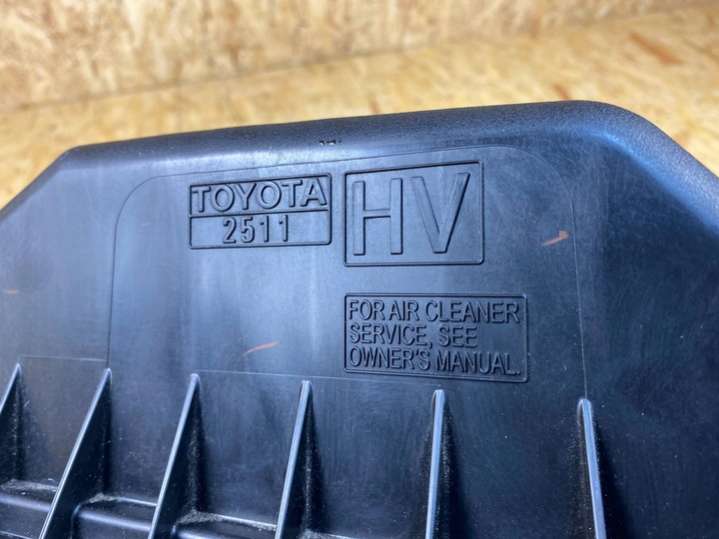 TOYOTA
2511
HV
FOR AIR CLEANER
SERVICE, SEE
OWNER'S MANUAL.